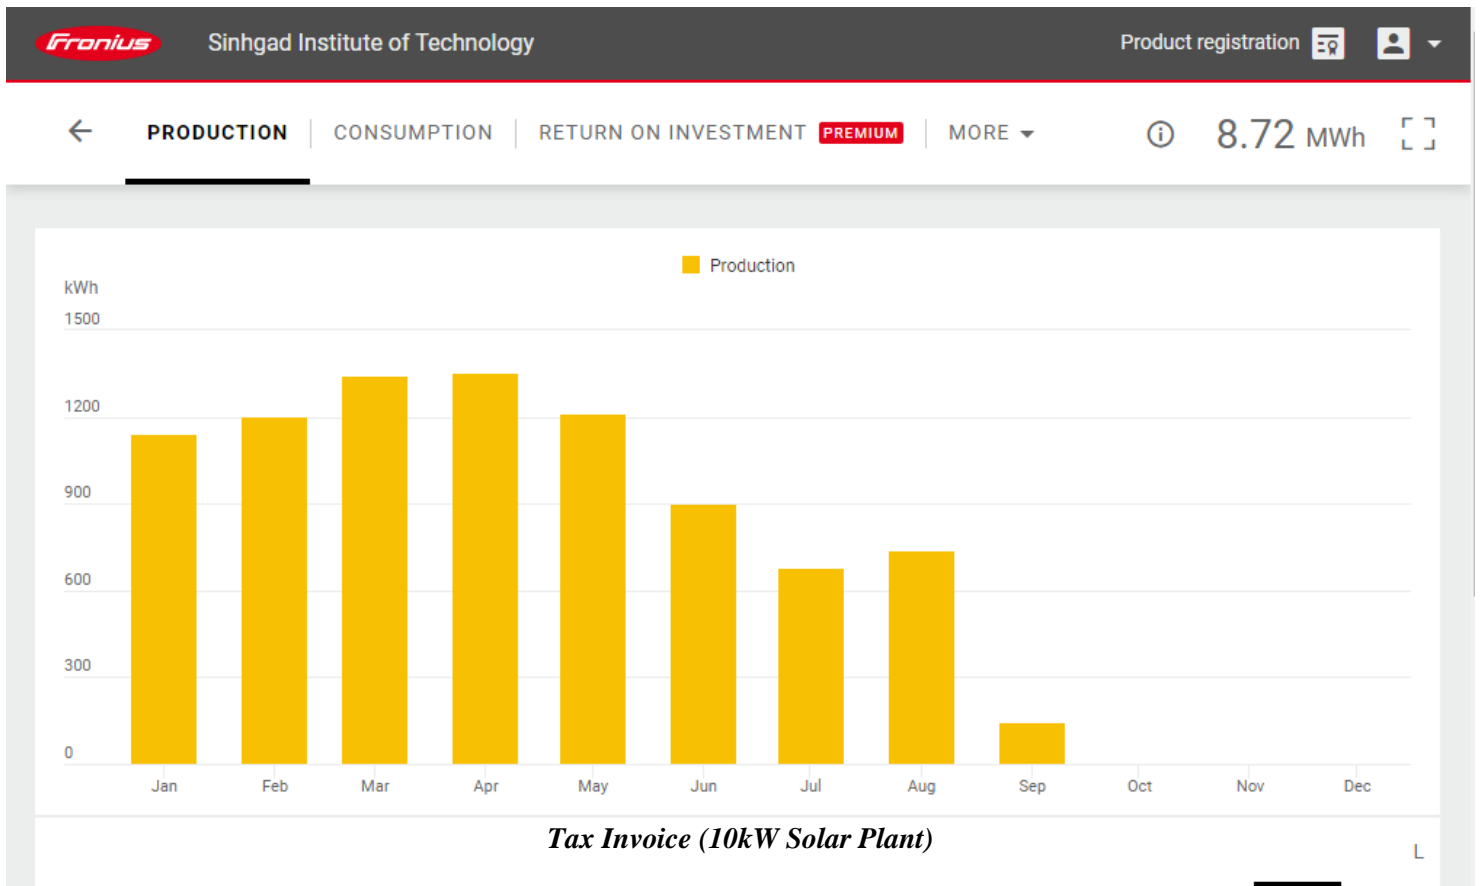 Fronius Sinhgad Institute of Technology Product registration
PRODUCTION CONSUMPTION RETURN ON INVESTMENT PREMIUM MORE 8.72 MWh
Production
kWh
1500
1200
900
600
300
0
Jan Feb Mar Apr May Jun Jul Aug Sep Oct Nov Dec
Tax Invoice (10kW Solar Plant)
L